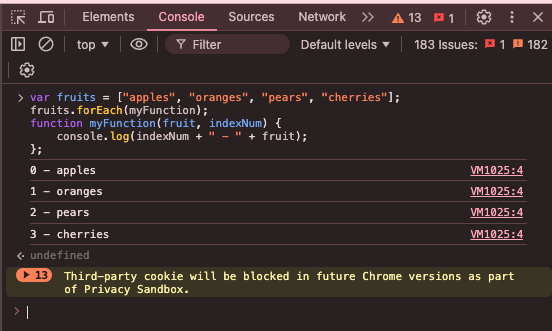 Elements Console Sources Network 13 1
top Filter Default levels 183 Issues: 1 182
var fruits = ["apples", "oranges", "pears", "cherries"];
fruits.forEach(myFunction);
function myFunction(fruit, indexNum) {
console.log(indexNum + " - " + fruit);
};
0 - apples VM1025:4
1 - oranges VM1025:4
2 - pears VM1025:4
3 - cherries VM1025:4
undefined
13 Third-party cookie will be blocked in future Chrome versions as part
of Privacy Sandbox.